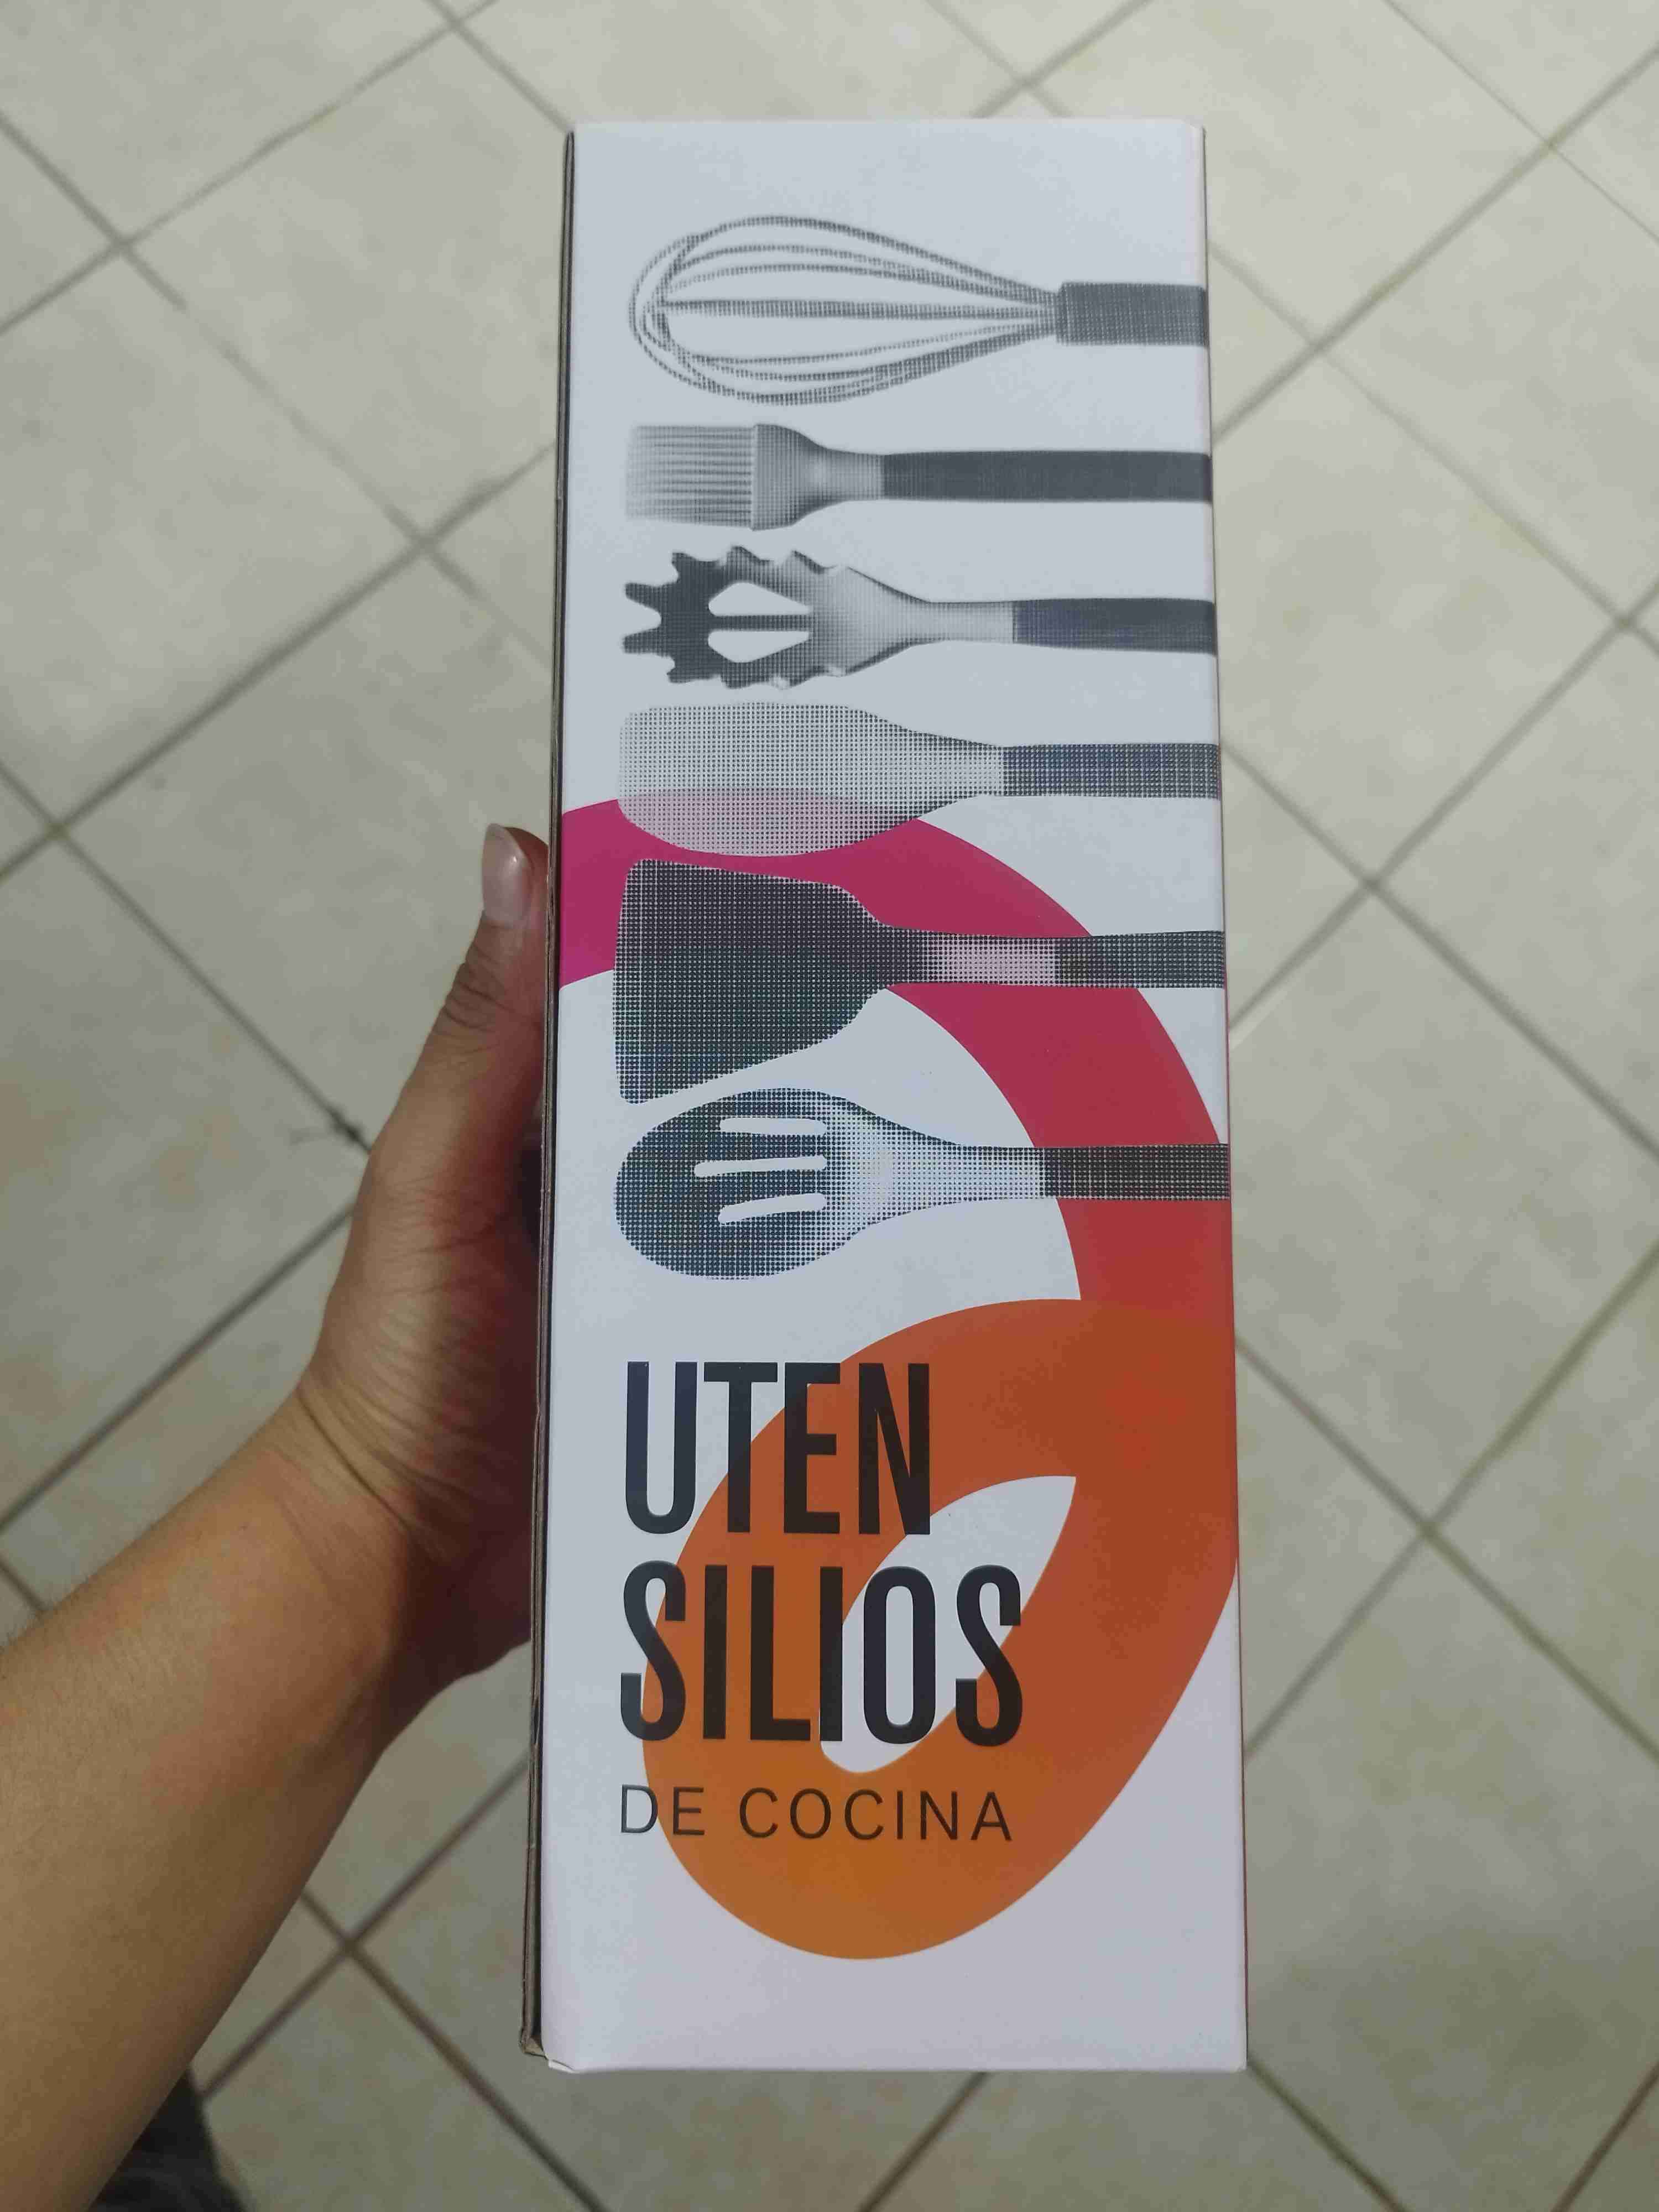 UTEN
SILIOS
DE COCINA